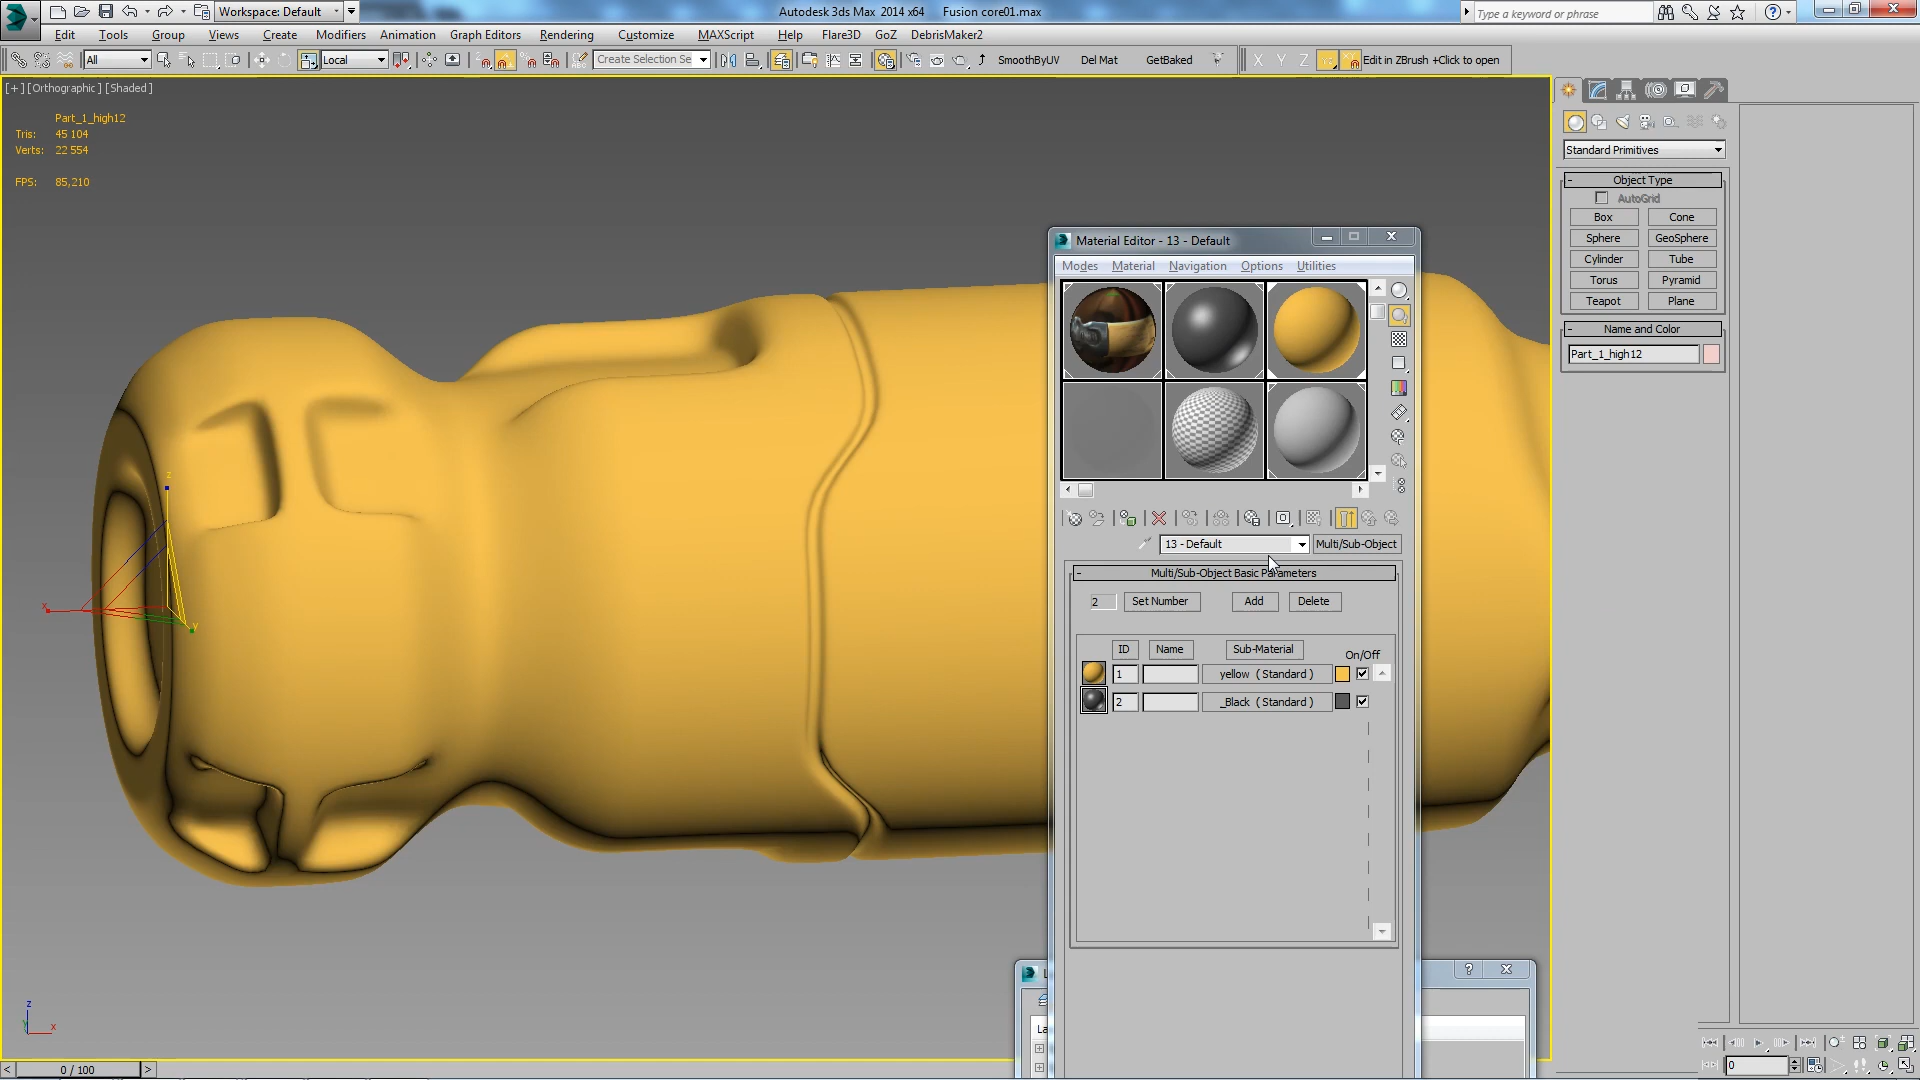 Workspace: Default
Autodesk 3ds Max 2014 x64 Fusion core01.max
Type a keyword or phrase
Edit Tools Group Views Create Modifiers Animation Graph Editors Rendering Customize MAXScript Help Flare3D GoZ DebrisMaker2
All Local Create Selection Se SmoothByUV Del Mat GetBaked X Y Z Edit in ZBrush +Click to open
[+] [Orthographic ] [Shaded ]
Part_1_high12
Tris: 45 104
Verts: 22 554
FPS: 85,210
Standard Primitives
- Object Type
AutoGrid
Box Cone
Sphere GeoSphere
Cylinder Tube
Torus Pyramid
Teapot Plane
- Name and Color
Part_1_high12
Material Editor - 13 - Default
Modes Material Navigation Options Utilities
13 - Default Multi/Sub-Object
- Multi/Sub-Object Basic Parameters
2 Set Number Add Delete
ID Name Sub-Material On/Off
1 yellow ( Standard )
2 _Black ( Standard )
x
z
y
z
x
0 / 100
0